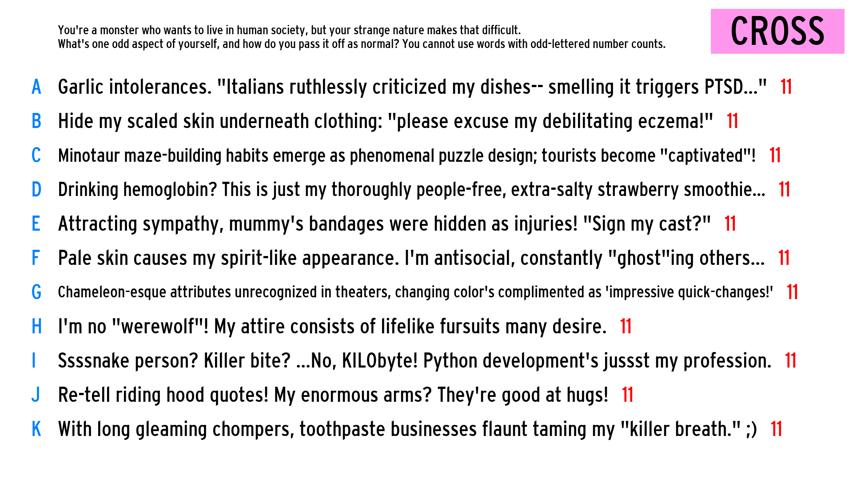 You're a monster who wants to live in human society, but your strange nature makes that difficult.
What's one odd aspect of yourself, and how do you pass it off as normal? You cannot use words with odd-lettered number counts.
CROSS
A Garlic intolerances. "Italians ruthlessly criticized my dishes-- smelling it triggers PTSD..." 11
B Hide my scaled skin underneath clothing: "please excuse my debilitating eczema!" 11
C Minotaur maze-building habits emerge as phenomenal puzzle design; tourists become "captivated"! 11
D Drinking hemoglobin? This is just my thoroughly people-free, extra-salty strawberry smoothie... 11
E Attracting sympathy, mummy's bandages were hidden as injuries! "Sign my cast?" 11
F Pale skin causes my spirit-like appearance. I'm antisocial, constantly "ghost"ing others... 11
G Chameleon-esque attributes unrecognized in theaters, changing color's complimented as 'impressive quick-changes!' 11
H I'm no "werewolf"! My attire consists of lifelike fursuits many desire. 11
I Ssssnake person? Killer bite? ...No, KILObyte! Python development's jussst my profession. 11
J Re-tell riding hood quotes! My enormous arms? They're good at hugs! 11
K With long gleaming chompers, toothpaste businesses flaunt taming my "killer breath." ;) 11